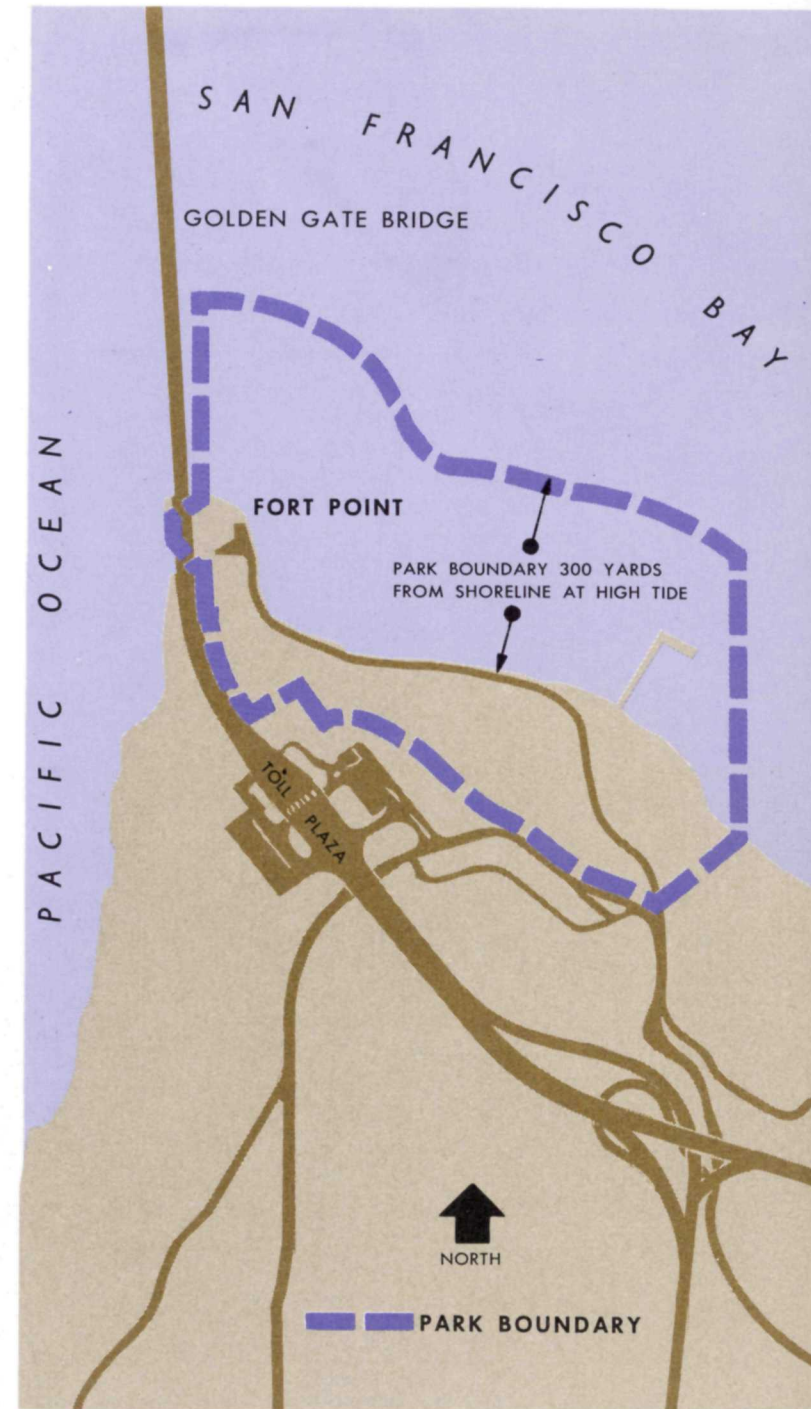 SAN FRANCISCO BAY
GOLDEN GATE BRIDGE
PACIFIC OCEAN
FORT POINT
PARK BOUNDARY 300 YARDS
FROM SHORELINE AT HIGH TIDE
TOLL
PLAZA
NORTH
PARK BOUNDARY